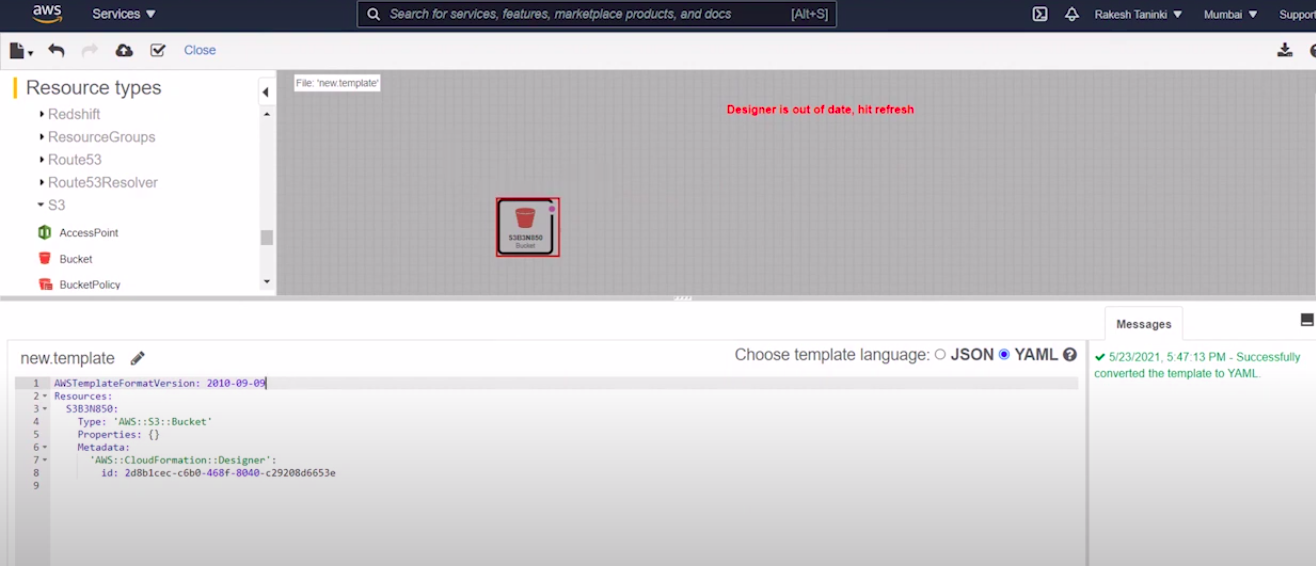 aws
Services ▼
Search for services, features, marketplace products, and docs
[Alt+S]
Rakesh Taninki ▼
Mumbai ▼
Support
Close
Resource types
Redshift
ResourceGroups
Route53
Route53Resolver
S3
AccessPoint
Bucket
BucketPolicy
File: 'new.template'
Designer is out of date, hit refresh
S3B3N850
Bucket
new.template
Choose template language: JSON YAML
1 AWSTemplateFormatVersion: 2010-09-09
2 Resources:
3 S3B3N850:
4 Type: 'AWS::S3::Bucket'
5 Properties: {}
6 Metadata:
7 'AWS::CloudFormation::Designer':
8 id: 2d8b1cec-c6b0-468f-8040-c29208d6653e
9
Messages
5/23/2021, 5:47:13 PM - Successfully
converted the template to YAML.